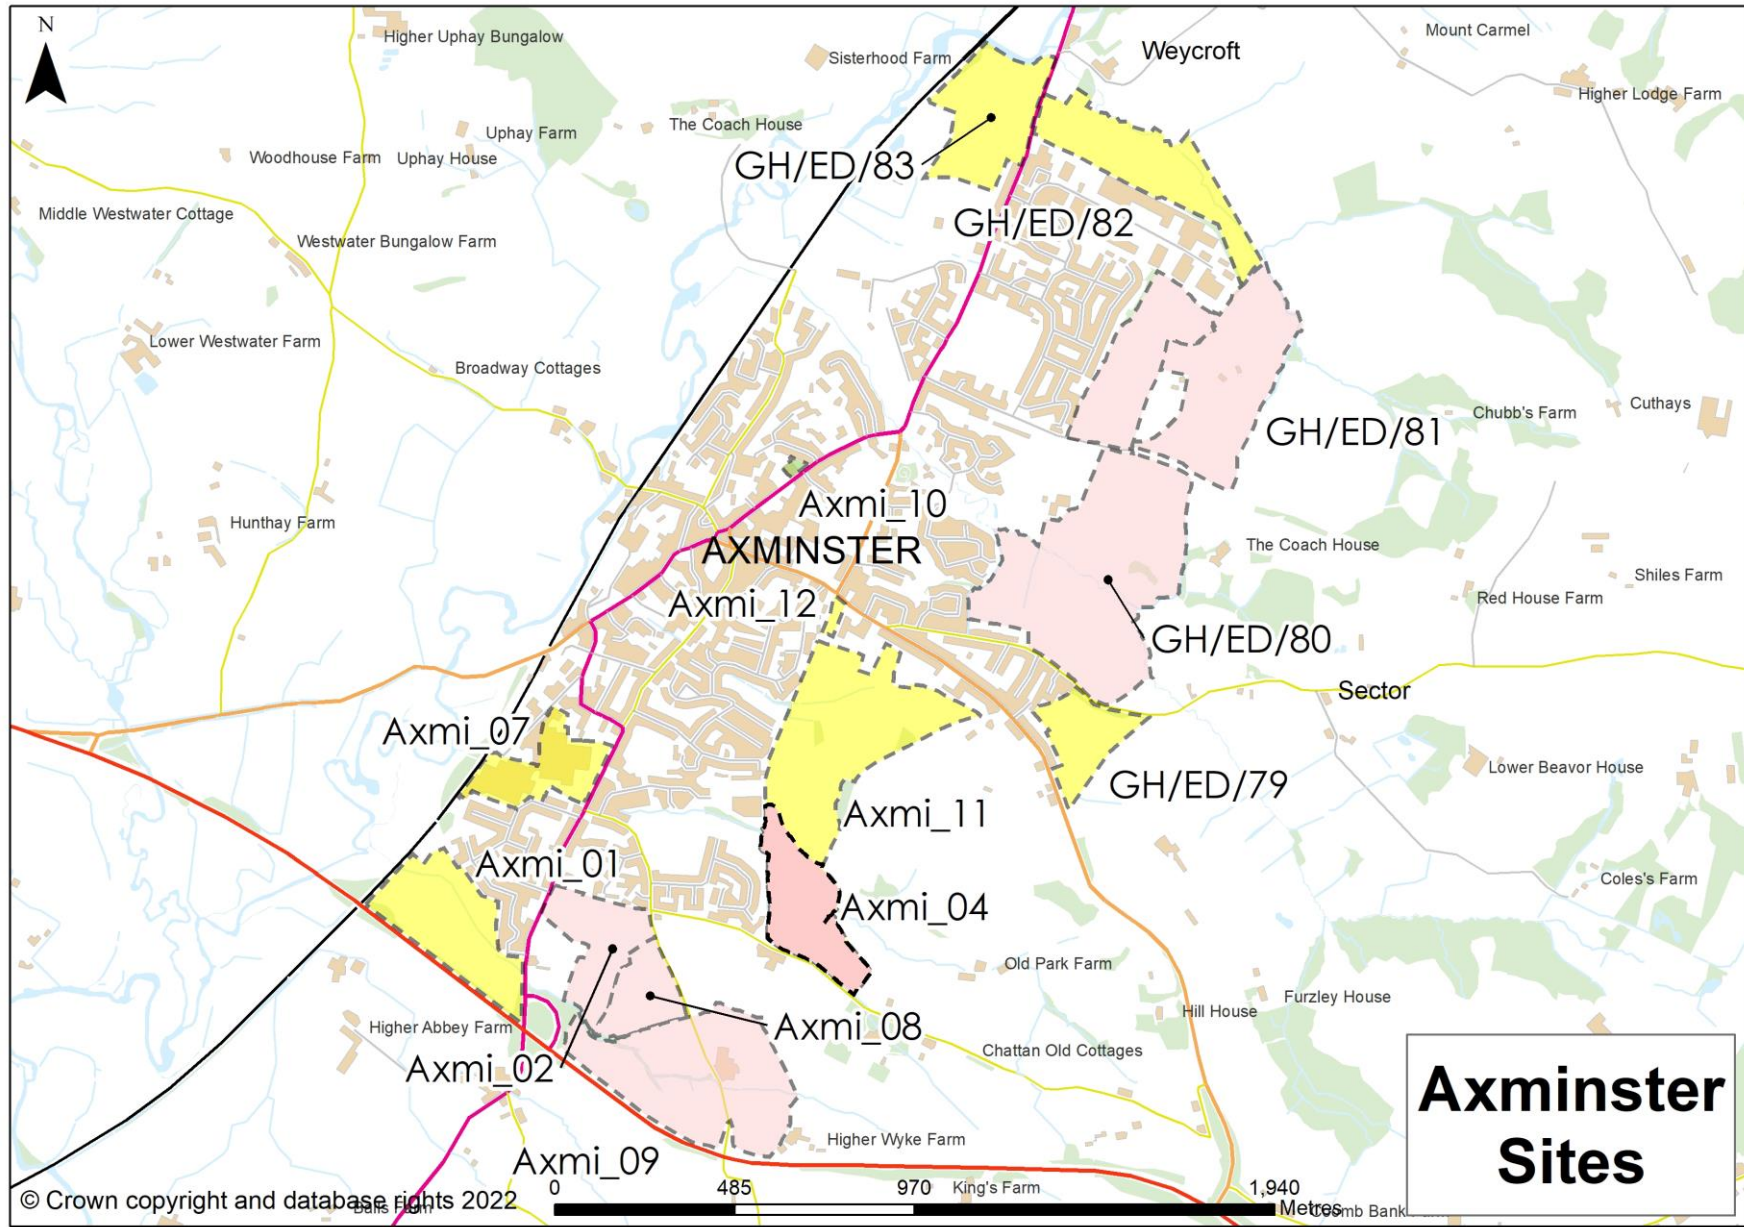 N
Higher Uphay Bungalow
Sisterhood Farm
Weycroft
Mount Carmel
Higher Lodge Farm
The Coach House
Uphay Farm
Woodhouse Farm
Uphay House
GH/ED/83
Middle Westwater Cottage
GH/ED/82
Westwater Bungalow Farm
Lower Westwater Farm
Broadway Cottages
Chubb's Farm
Cuthays
GH/ED/81
Axmi_10
Hunthay Farm
AXMINSTER
The Coach House
Shiles Farm
Red House Farm
Axmi_12
GH/ED/80
Sector
Axmi_07
Lower Beavor House
GH/ED/79
Axmi_11
Axmi_01
Coles's Farm
Axmi_04
Old Park Farm
Furzley House
Hill House
Higher Abbey Farm
Axmi_08
Chattan Old Cottages
Axmi_02
Axminster
Sites
Higher Wyke Farm
Axmi_09
King's Farm
© Crown copyright and database rights 2022
0 485 970 1,940
Metres